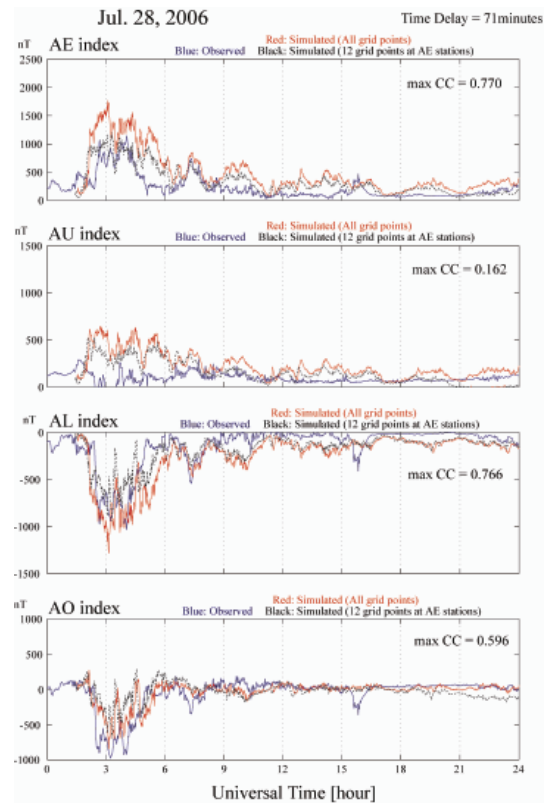 Jul. 28, 2006 Time Delay = 71minutes
nT AE index Red: Simulated (All grid points)
Blue: Observed Black: Simulated (12 grid points at AE stations)
2500
max CC = 0.770
2000
1500
1000
500
0
nT AU index Red: Simulated (All grid points)
Blue: Observed Black: Simulated (12 grid points at AE stations)
1500
max CC = 0.162
1000
500
0
nT AL index Red: Simulated (All grid points)
Blue: Observed Black: Simulated (12 grid points at AE stations)
0
-500
max CC = 0.766
-1000
-1500
nT AO index Red: Simulated (All grid points)
Blue: Observed Black: Simulated (12 grid points at AE stations)
1000
max CC = 0.596
500
0
-500
-1000
0 3 6 9 12 15 18 21 24
Universal Time [hour]